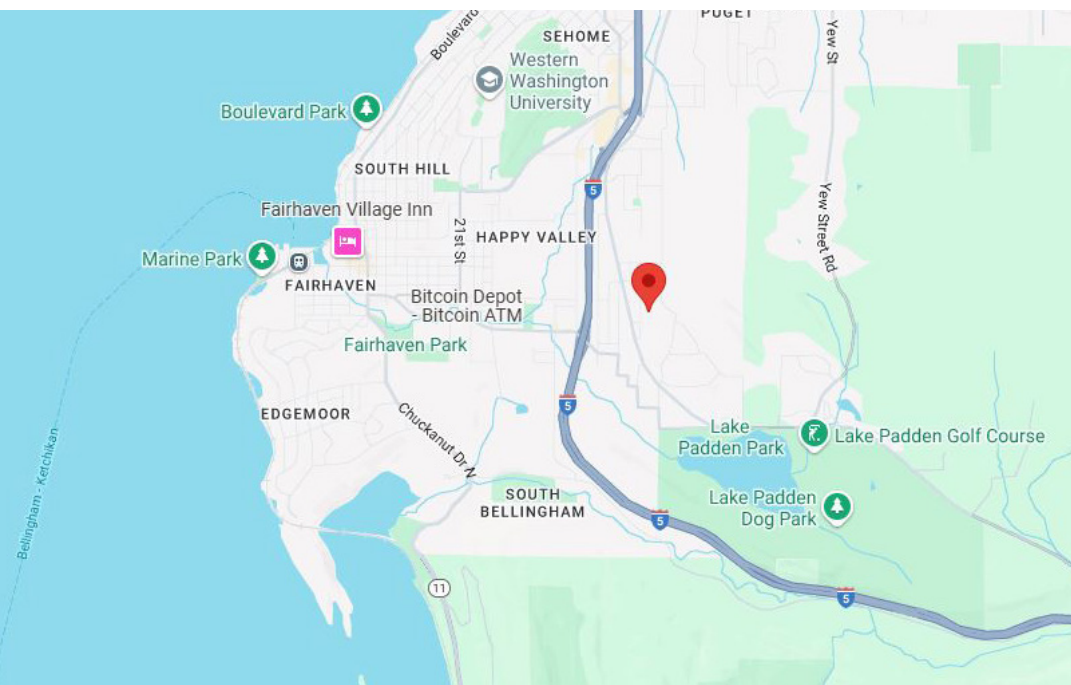 PUGET
Boulevard
SEHOME
Yew St
Western
Washington
University
Boulevard Park
SOUTH HILL
5
Fairhaven Village Inn
21st St
HAPPY VALLEY
Yew Street Rd
Marine Park
FAIRHAVEN
Bitcoin Depot
- Bitcoin ATM
Fairhaven Park
EDGEMOOR
Chuckanut Dr N
5
Lake
Padden Park
Lake Padden Golf Course
Bellingham - Ketchikan
SOUTH
BELLINGHAM
Lake Padden
Dog Park
5
11
5